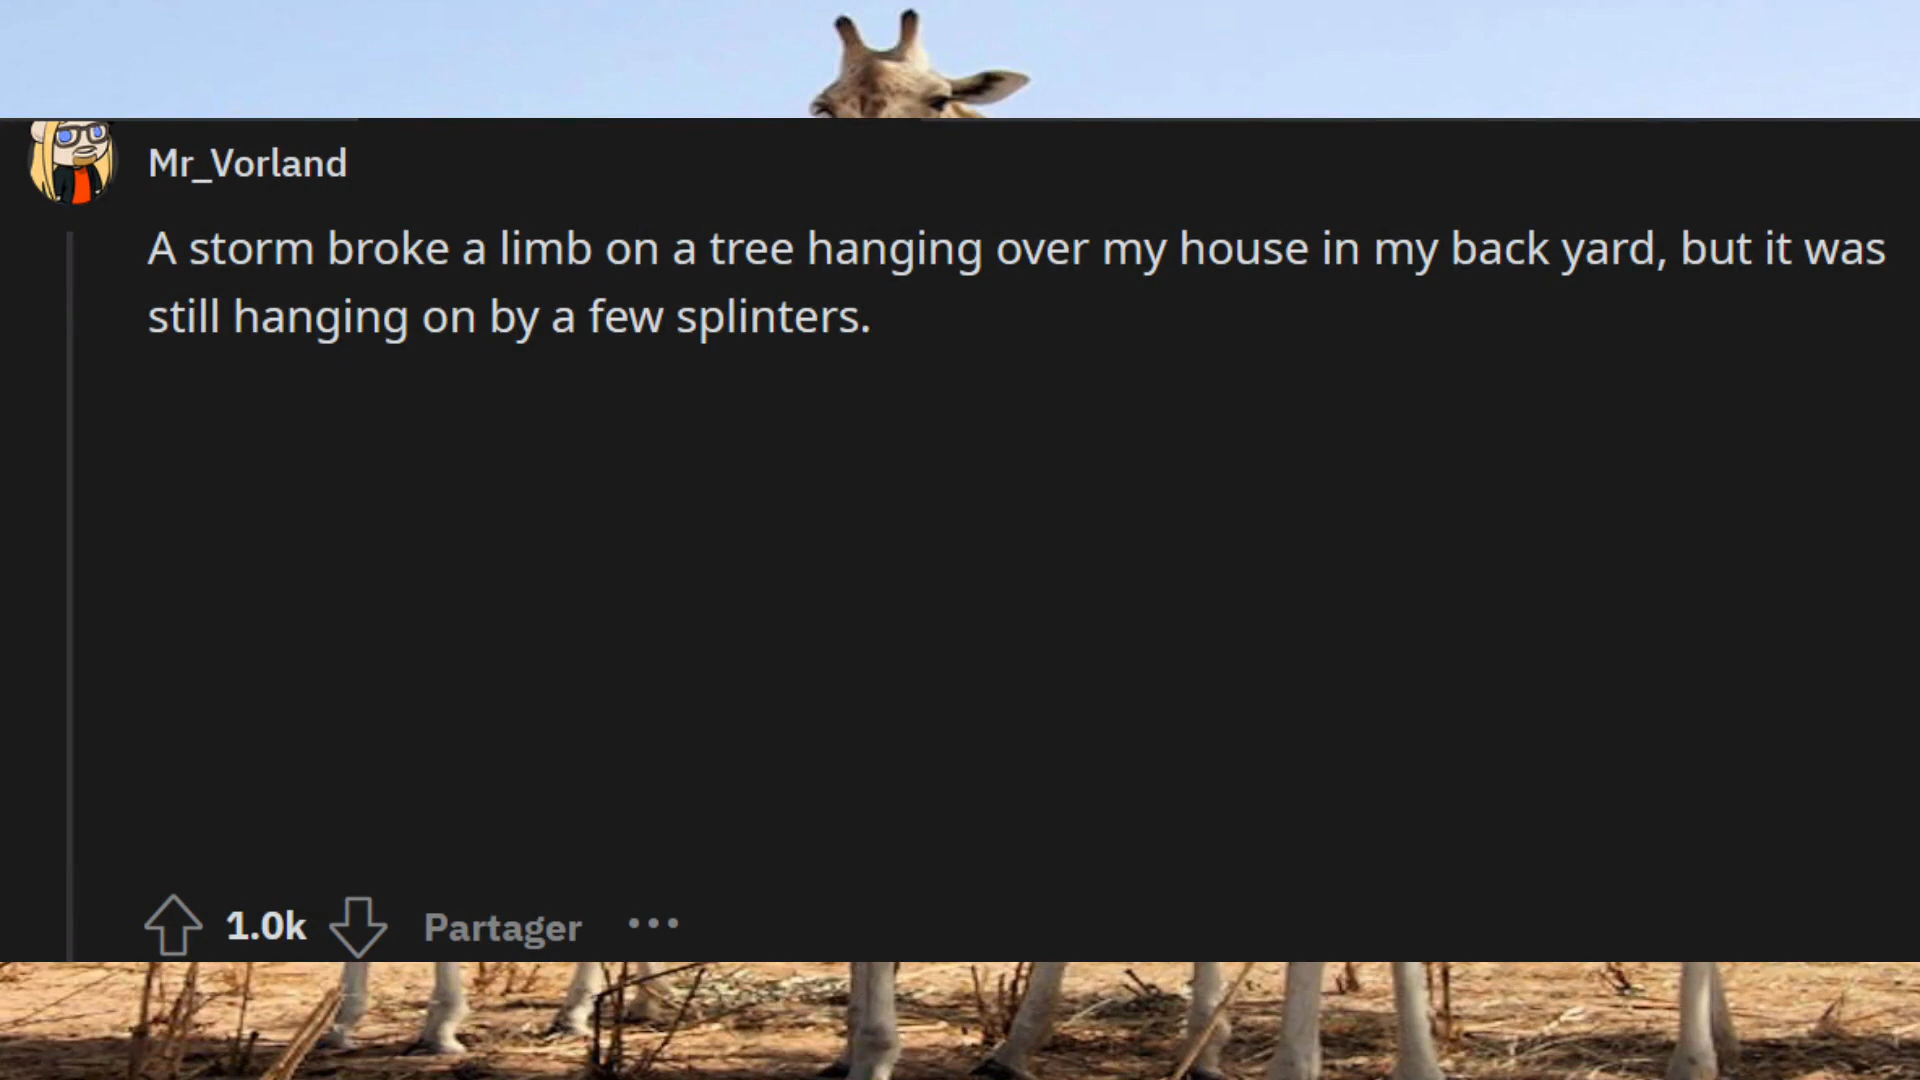 Mr_Vorland
A storm broke a limb on a tree hanging over my house in my back yard, but it was
still hanging on by a few splinters.
1.0k Partager